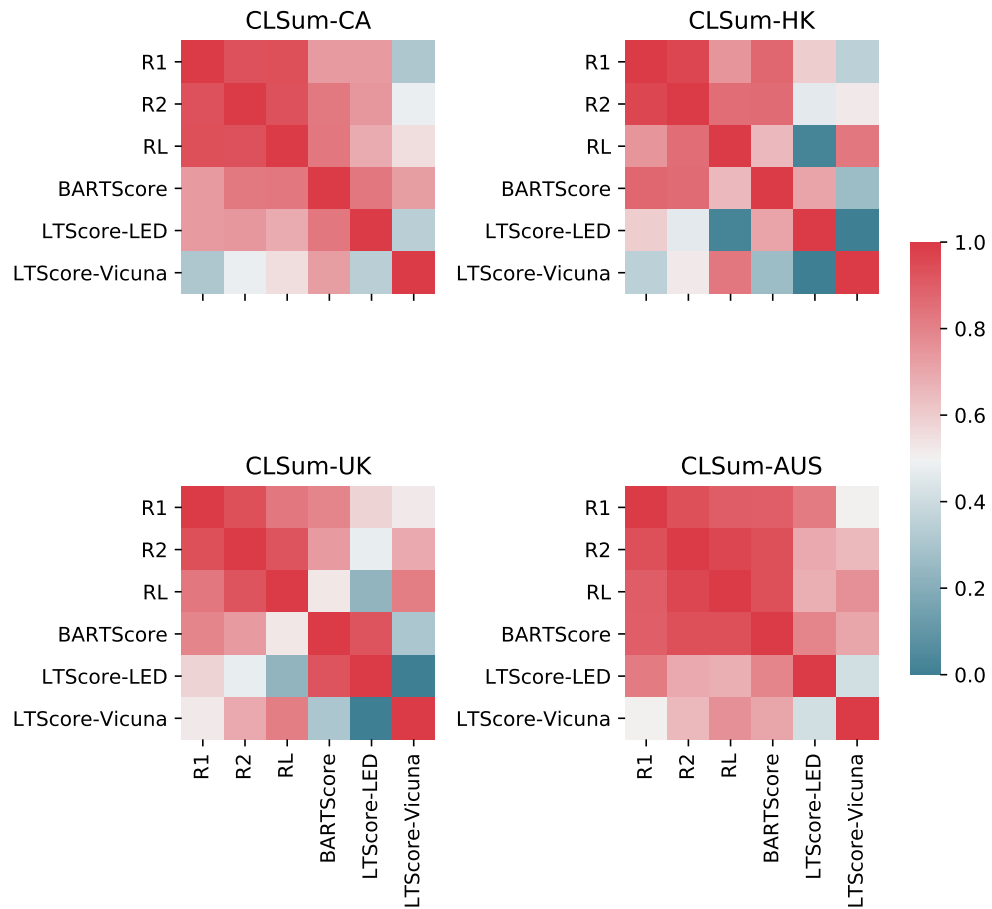 CLSum-CA
R1
R2
RL
BARTScore
LTScore-LED
LTScore-Vicuna
CLSum-HK
R1
R2
RL
BARTScore
LTScore-LED
LTScore-Vicuna
1.0
0.8
0.6
0.4
0.2
0.0
CLSum-UK
R1
R2
RL
BARTScore
LTScore-LED
LTScore-Vicuna
R1
R2
RL
BARTScore
LTScore-LED
LTScore-Vicuna
CLSum-AUS
R1
R2
RL
BARTScore
LTScore-LED
LTScore-Vicuna
R1
R2
RL
BARTScore
LTScore-LED
LTScore-Vicuna